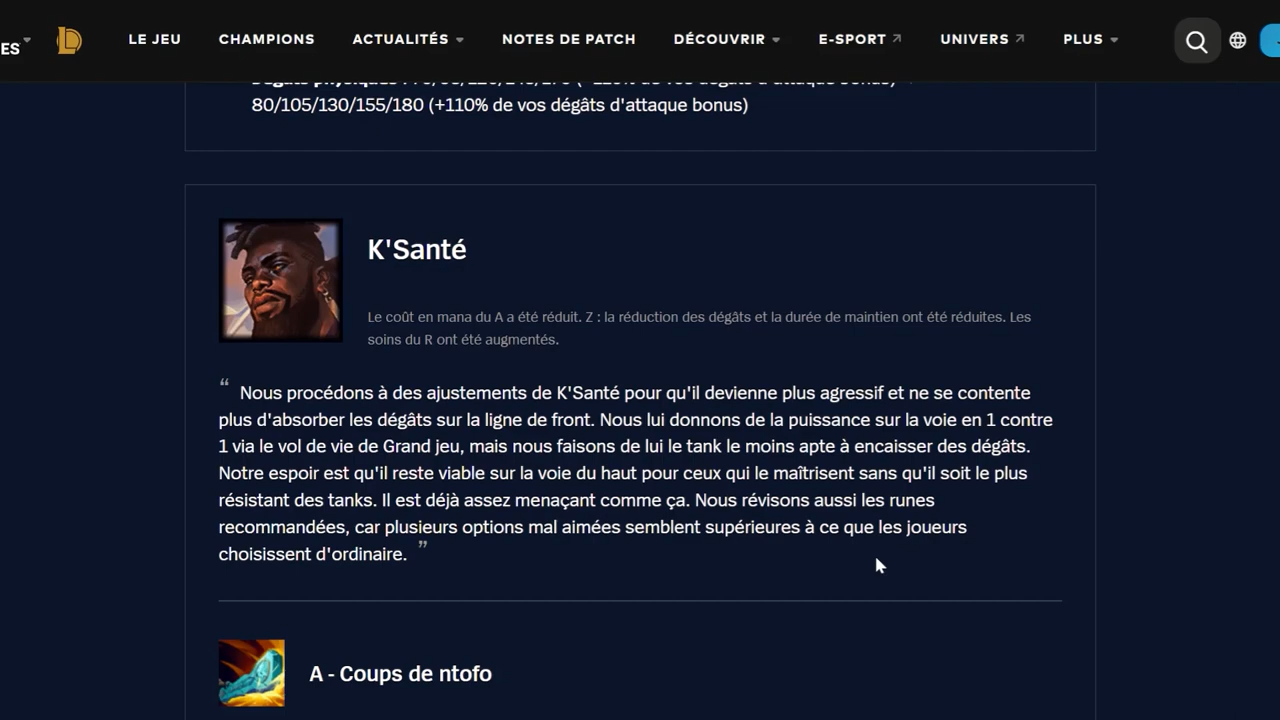 ES
LE JEU
CHAMPIONS
ACTUALITÉS
NOTES DE PATCH
DÉCOUVRIR
E-SPORT
UNIVERS
PLUS
80/105/130/155/180 (+110% de vos dégâts d'attaque bonus)
K'Santé
Le coût en mana du A a été réduit. Z : la réduction des dégâts et la durée de maintien ont été réduites. Les
soins du R ont été augmentés.
“ Nous procédons à des ajustements de K'Santé pour qu'il devienne plus agressif et ne se contente
plus d'absorber les dégâts sur la ligne de front. Nous lui donnons de la puissance sur la voie en 1 contre
1 via le vol de vie de Grand jeu, mais nous faisons de lui le tank le moins apte à encaisser des dégâts.
Notre espoir est qu'il reste viable sur la voie du haut pour ceux qui le maîtrisent sans qu'il soit le plus
résistant des tanks. Il est déjà assez menaçant comme ça. Nous révisons aussi les runes
recommandées, car plusieurs options mal aimées semblent supérieures à ce que les joueurs
choisissent d'ordinaire. ”
A - Coups de ntofo